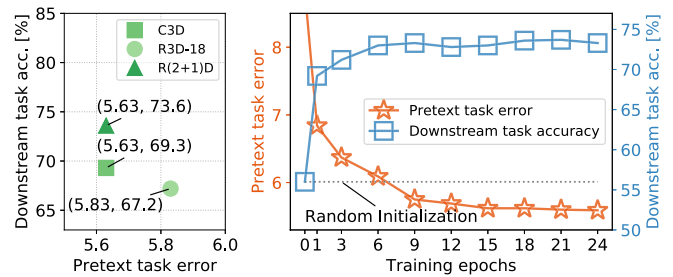 Downstream task acc. [%]
85
80
75
70
65
C3D
R3D-18
R(2+1)D
(5.63, 73.6)
(5.63, 69.3)
(5.83, 67.2)
5.6
5.8
6.0
Pretext task error
Pretext task error
8
7
6
Pretext task error
Downstream task accuracy
Random Initialization
0 1 3 6 9 12 15 18 21 24
Training epochs
75
70
65
60
55
50
Downstream task acc. [%]